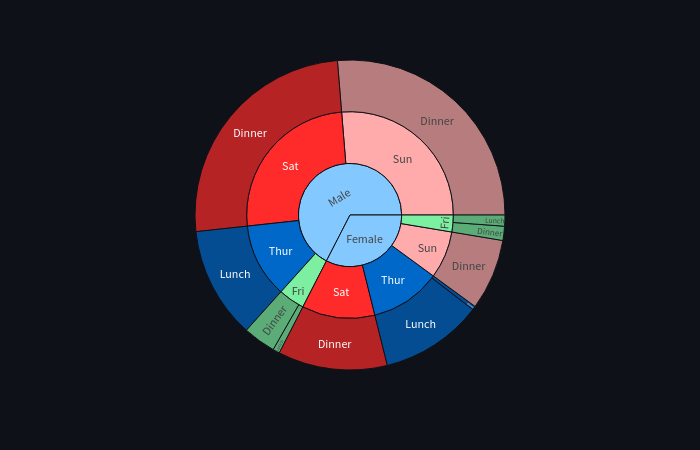 Dinner
Dinner
Sat
Sun
Male
Female
Fri
Lunch
Dinner
Sun
Dinner
Thur
Lunch
Thur
Lunch
Fri
Dinner
Sat
Dinner